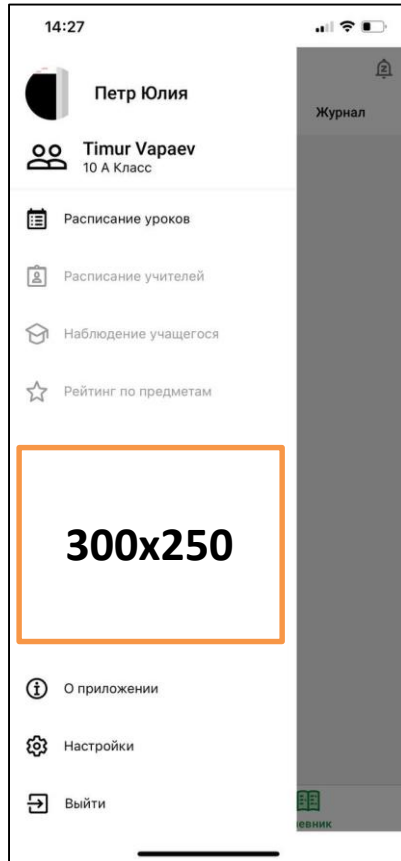 14:27
Петр Юлия
Журнал
Timur Vapaev
10 А Класс
Расписание уроков
Расписание учителей
Наблюдение учащегося
Рейтинг по предметам
300x250
О приложении
Настройки
Выйти
евник